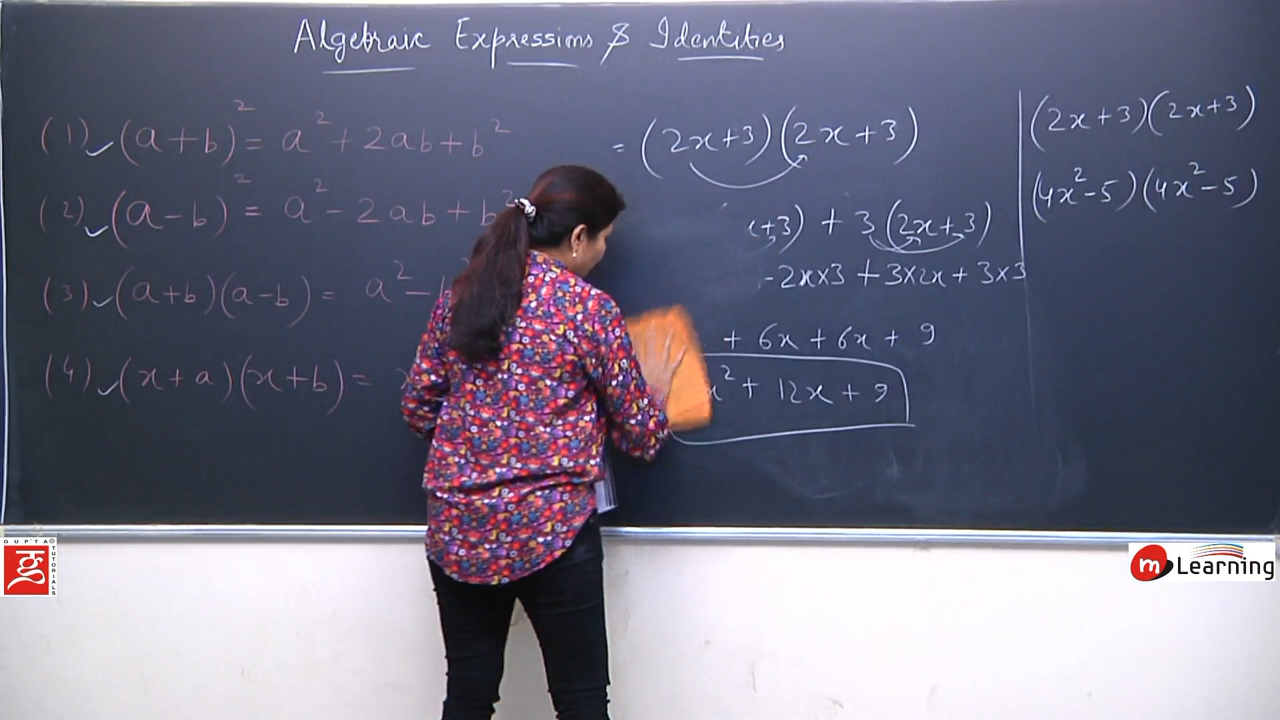 Algebraic Expressions & Identities
(1) ✓ (a+b)² = a² + 2ab + b²
(2) ✓ (a-b)² = a² - 2ab + b²
(3) ✓ (a+b)(a-b) = a² -
(4) ✓ (x+a)(x+b) =
= (2x+3)(2x+3)
x+3) + 3(2x+3)
2x×3 + 3×2x + 3×3
+ 6x + 6x + 9
x² + 12x + 9
(2x+3)(2x+3)
(4x²-5)(4x²-5)
GUPTA®
TUTORIALS
m Learning